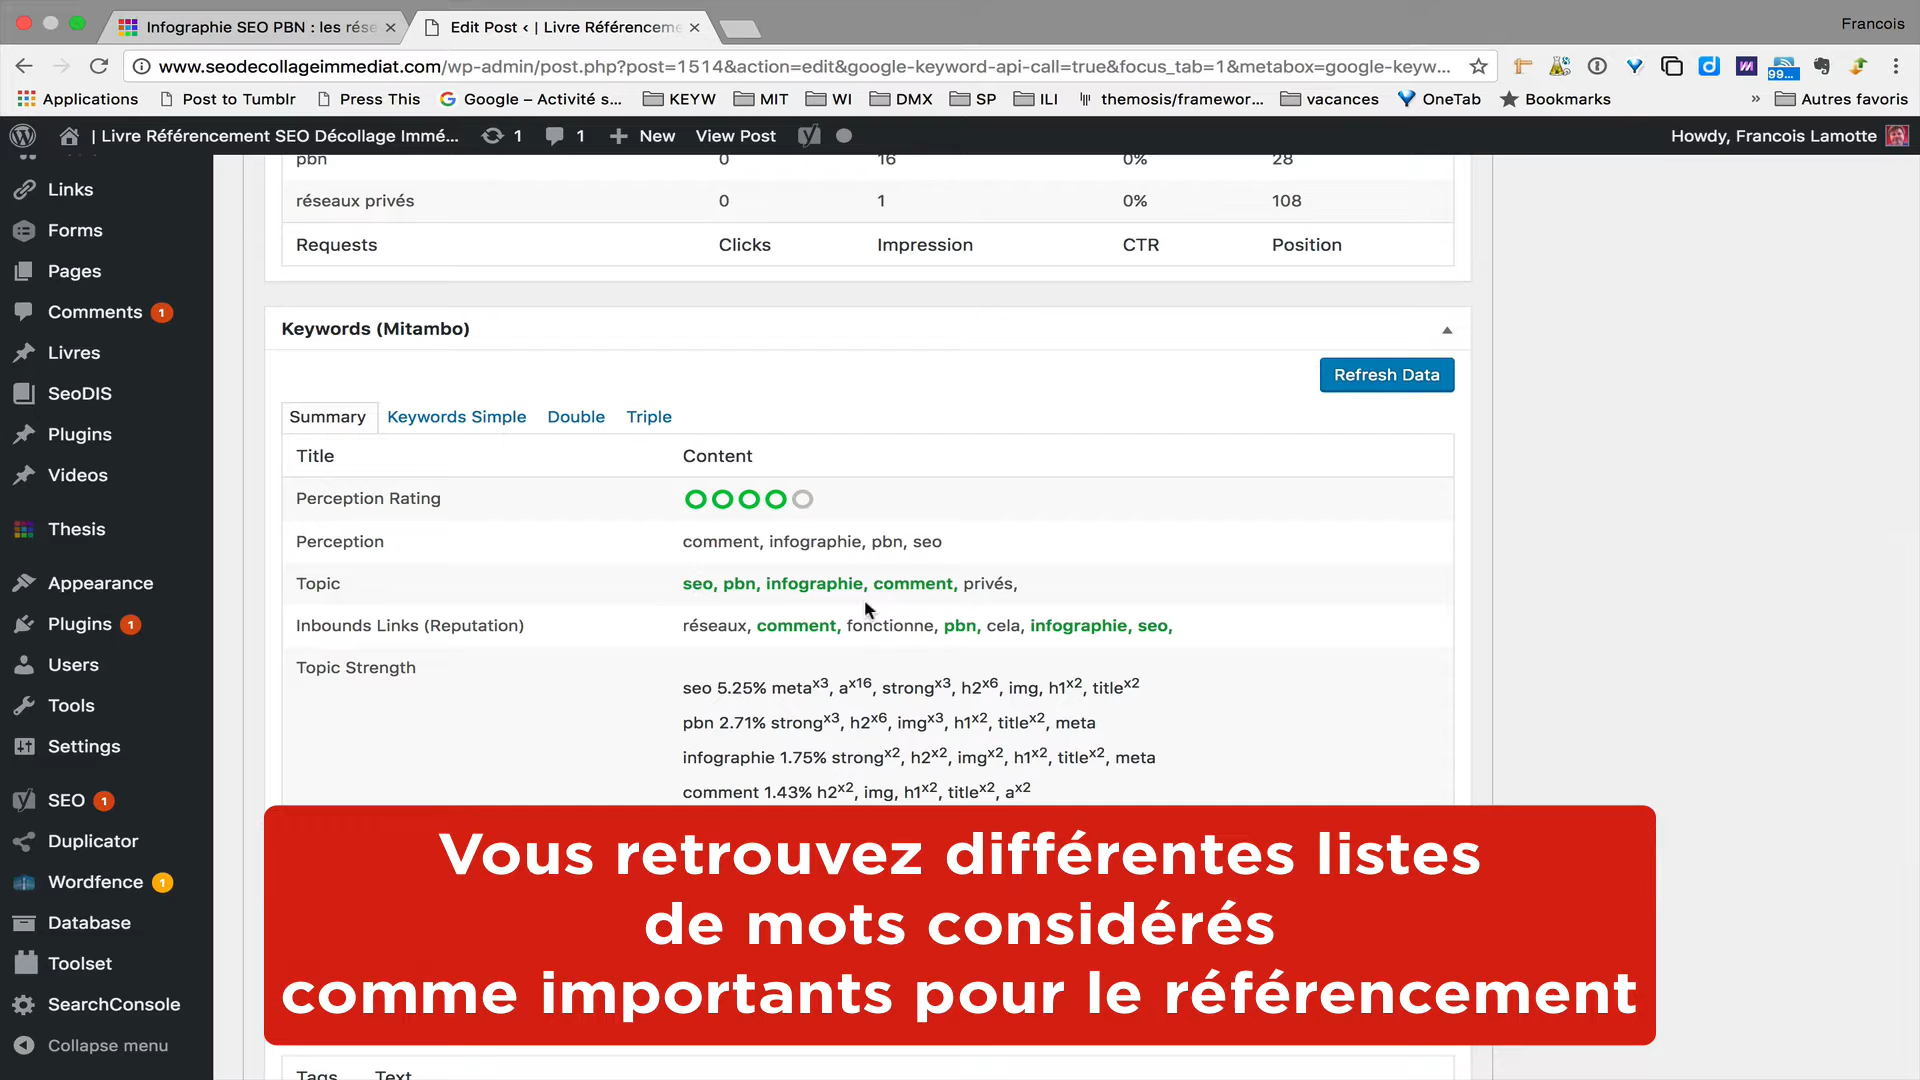 Infographie SEO PBN : les rése
Edit Post ‹ | Livre Référenceme
Francois
www.seodecollageimmediat.com/wp-admin/post.php?post=1514&action=edit&google-keyword-api-call=true&focus_tab=1&metabox=google-keyw...
99...
Applications
Post to Tumblr
Press This
Google – Activité s...
KEYW
MIT
WI
DMX
SP
ILI
themosis/framewor...
vacances
OneTab
Bookmarks
»
Autres favoris
| Livre Référencement SEO Décollage Immé...
1
1
New
View Post
Howdy, Francois Lamotte
Links
Forms
Pages
Comments 1
Livres
SeoDIS
Plugins
Videos
Thesis
Appearance
Plugins 1
Users
Tools
Settings
SEO 1
Duplicator
Wordfence 1
Database
Toolset
SearchConsole
Collapse menu
pbn 0 16 0% 28
réseaux privés 0 1 0% 108
Requests Clicks Impression CTR Position
Keywords (Mitambo)
Refresh Data
Summary Keywords Simple Double Triple
Title Content
Perception Rating
Perception comment, infographie, pbn, seo
Topic seo, pbn, infographie, comment, privés,
Inbounds Links (Reputation) réseaux, comment, fonctionne, pbn, cela, infographie, seo,
Topic Strength
seo 5.25% meta x3, a x16, strong x3, h2 x6, img, h1 x2, title x2
pbn 2.71% strong x3, h2 x6, img x3, h1 x2, title x2, meta
infographie 1.75% strong x2, h2 x2, img x2, h1 x2, title x2, meta
comment 1.43% h2 x2, img, h1 x2, title x2, a x2
Vous retrouvez différentes listes
de mots considérés
comme importants pour le référencement
Tags Text